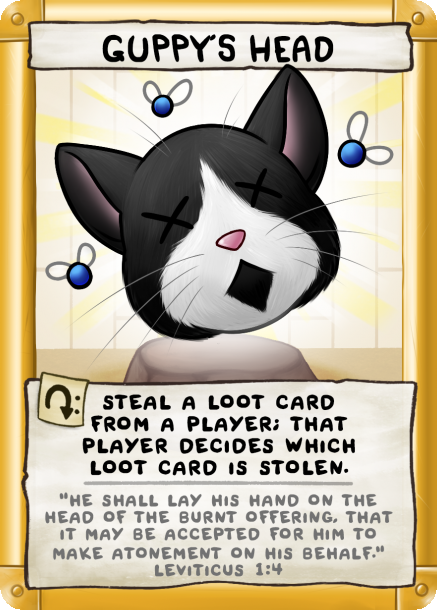 GUPPY'S HEAD
STEAL A LOOT CARD
FROM A PLAYER; THAT
PLAYER DECIDES WHICH
LOOT CARD IS STOLEN.
"HE SHALL LAY HIS HAND ON THE
HEAD OF THE BURNT OFFERING, THAT
IT MAY BE ACCEPTED FOR HIM TO
MAKE ATONEMENT ON HIS BEHALF."
LEVITICUS 1:4